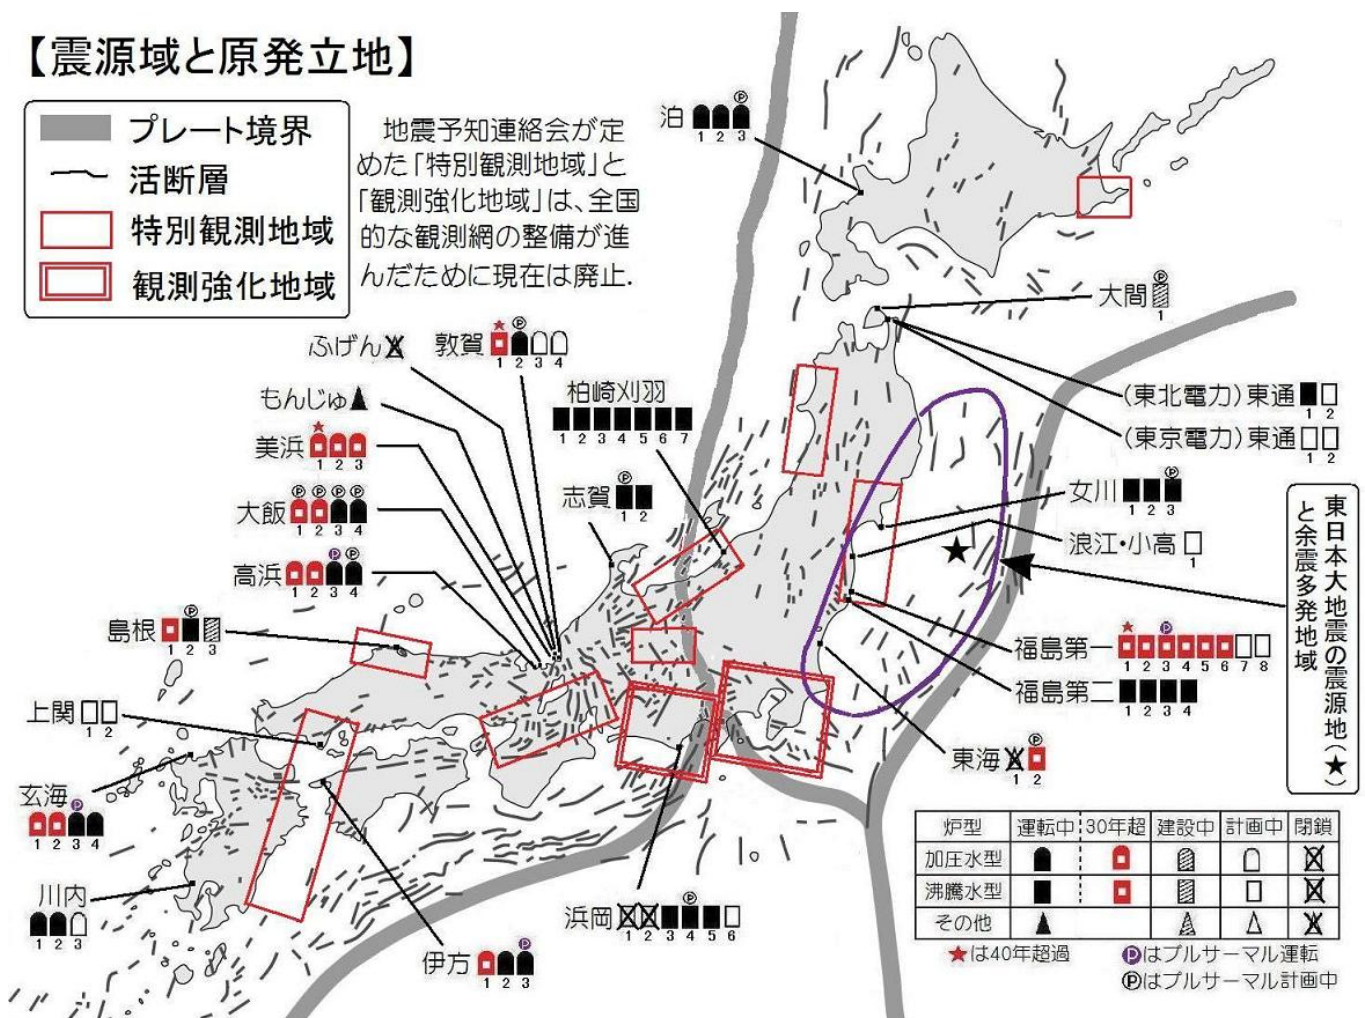 【震源域と原発立地】
プレート境界
活断層
特別観測地域
観測強化地域
地震予知連絡会が定
めた「特別観測地域」と
「観測強化地域」は、全国
的な観測網の整備が進
んだために現在は廃止.
泊
Ⓟ
1 2 3
大間
Ⓟ
1
(東北電力)東通
1 2
(東京電力)東通
1 2
女川
Ⓟ
1 2 3
浪江・小高
1
東日本大地震の震源地(★)
と余震多発地域
福島第一
★ Ⓟ
1 2 3 4 5 6 7 8
福島第二
1 2 3 4
東海
Ⓟ
1 2
ふげん
敦賀
★ Ⓟ
1 2 3 4
もんじゅ
美浜
★
1 2 3
柏崎刈羽
1 2 3 4 5 6 7
志賀
Ⓟ
1 2
大飯
Ⓟ Ⓟ Ⓟ Ⓟ
1 2 3 4
高浜
Ⓟ Ⓟ
1 2 3 4
島根
Ⓟ
1 2 3
上関
1 2
玄海
Ⓟ
1 2 3 4
川内
1 2 3
伊方
Ⓟ
1 2 3
浜岡
Ⓟ
1 2 3 4 5 6
炉型 運転中 30年超 建設中 計画中 閉鎖
加圧水型
沸騰水型
その他
★は40年超過
Ⓟはプルサーマル運転
Ⓟはプルサーマル計画中